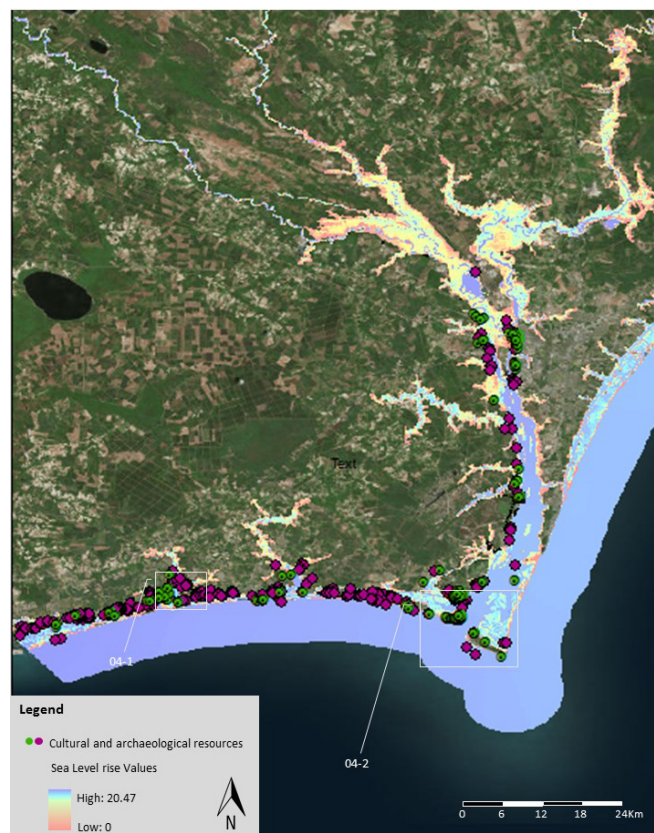 Text
04-1
04-2
Legend
Cultural and archaeological resources
Sea Level rise Values
High: 20.47
Low: 0
N
0 6 12 18 24Km